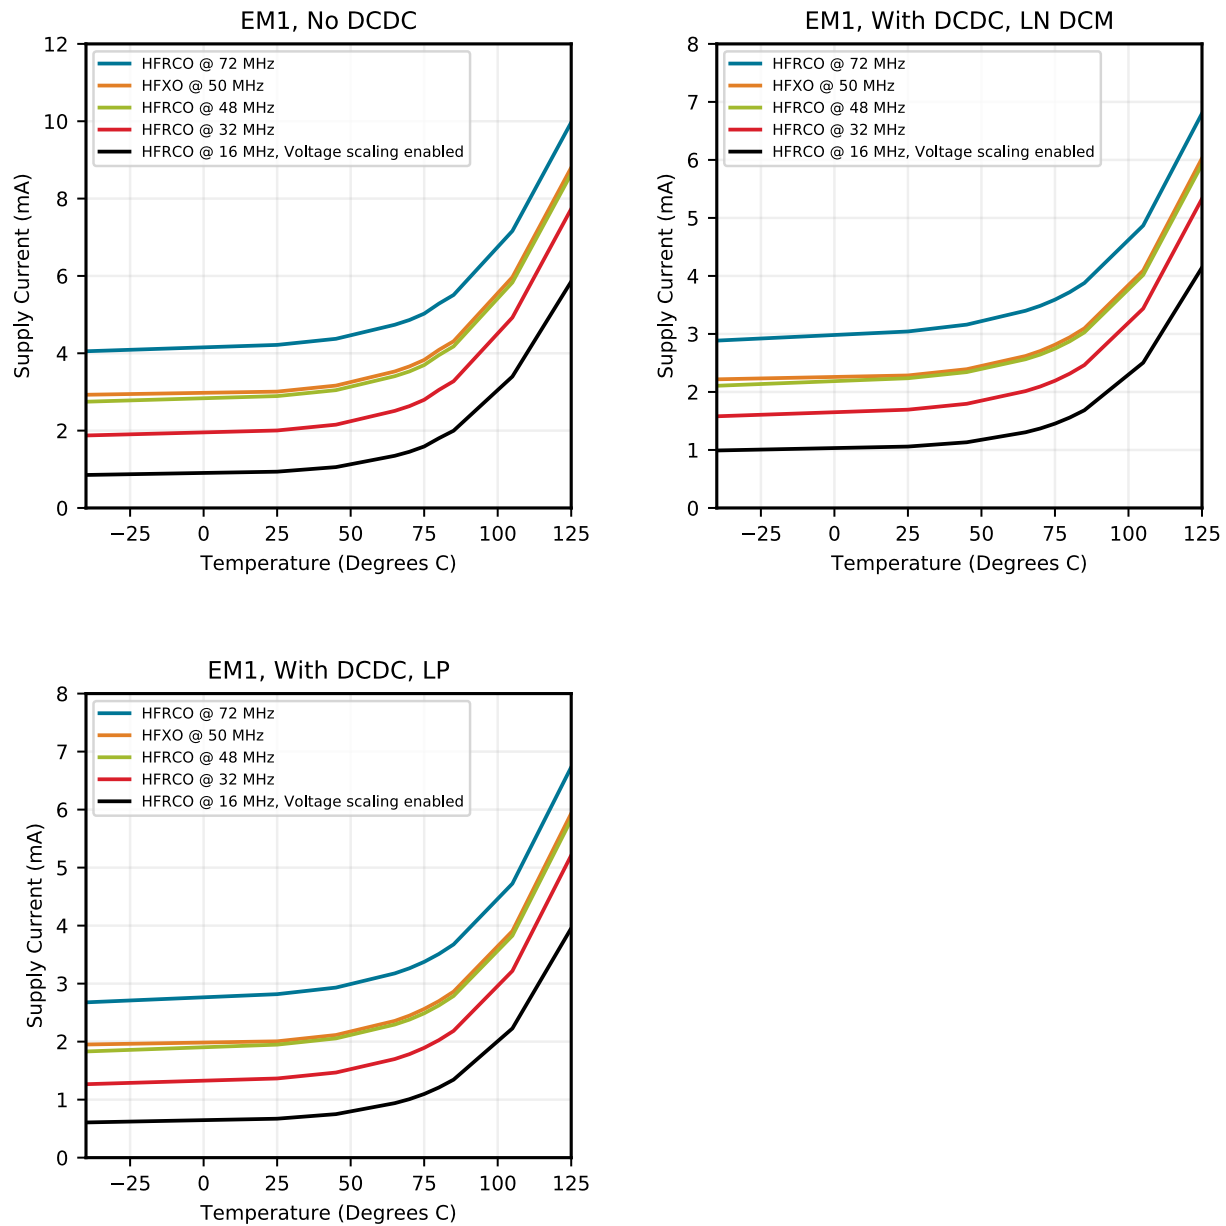 EM1, No DCDC
12
10
8
6
4
2
0
Supply Current (mA)
HFRCO @ 72 MHz
HFXO @ 50 MHz
HFRCO @ 48 MHz
HFRCO @ 32 MHz
HFRCO @ 16 MHz, Voltage scaling enabled
−25 0 25 50 75 100 125
Temperature (Degrees C)
EM1, With DCDC, LN DCM
8
7
6
5
4
3
2
1
0
Supply Current (mA)
HFRCO @ 72 MHz
HFXO @ 50 MHz
HFRCO @ 48 MHz
HFRCO @ 32 MHz
HFRCO @ 16 MHz, Voltage scaling enabled
−25 0 25 50 75 100 125
Temperature (Degrees C)
EM1, With DCDC, LP
8
7
6
5
4
3
2
1
0
Supply Current (mA)
HFRCO @ 72 MHz
HFXO @ 50 MHz
HFRCO @ 48 MHz
HFRCO @ 32 MHz
HFRCO @ 16 MHz, Voltage scaling enabled
−25 0 25 50 75 100 125
Temperature (Degrees C)